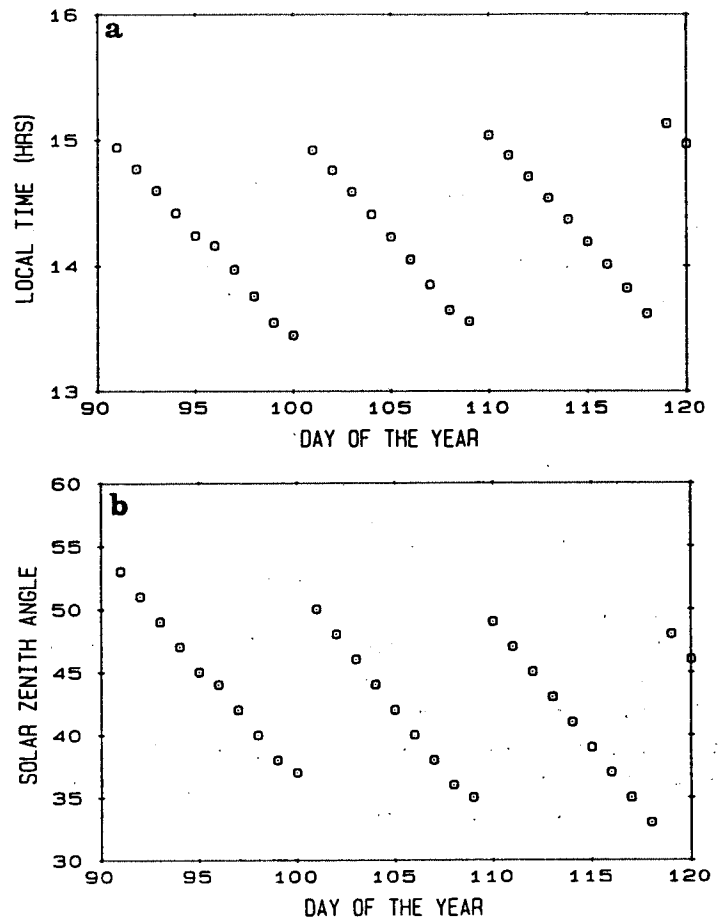 a
16
15
14
13
LOCAL TIME (HRS)
90 95 100 105 110 115 120
DAY OF THE YEAR
b
60
55
50
45
40
35
30
SOLAR ZENITH ANGLE
90 95 100 105 110 115 120
DAY OF THE YEAR